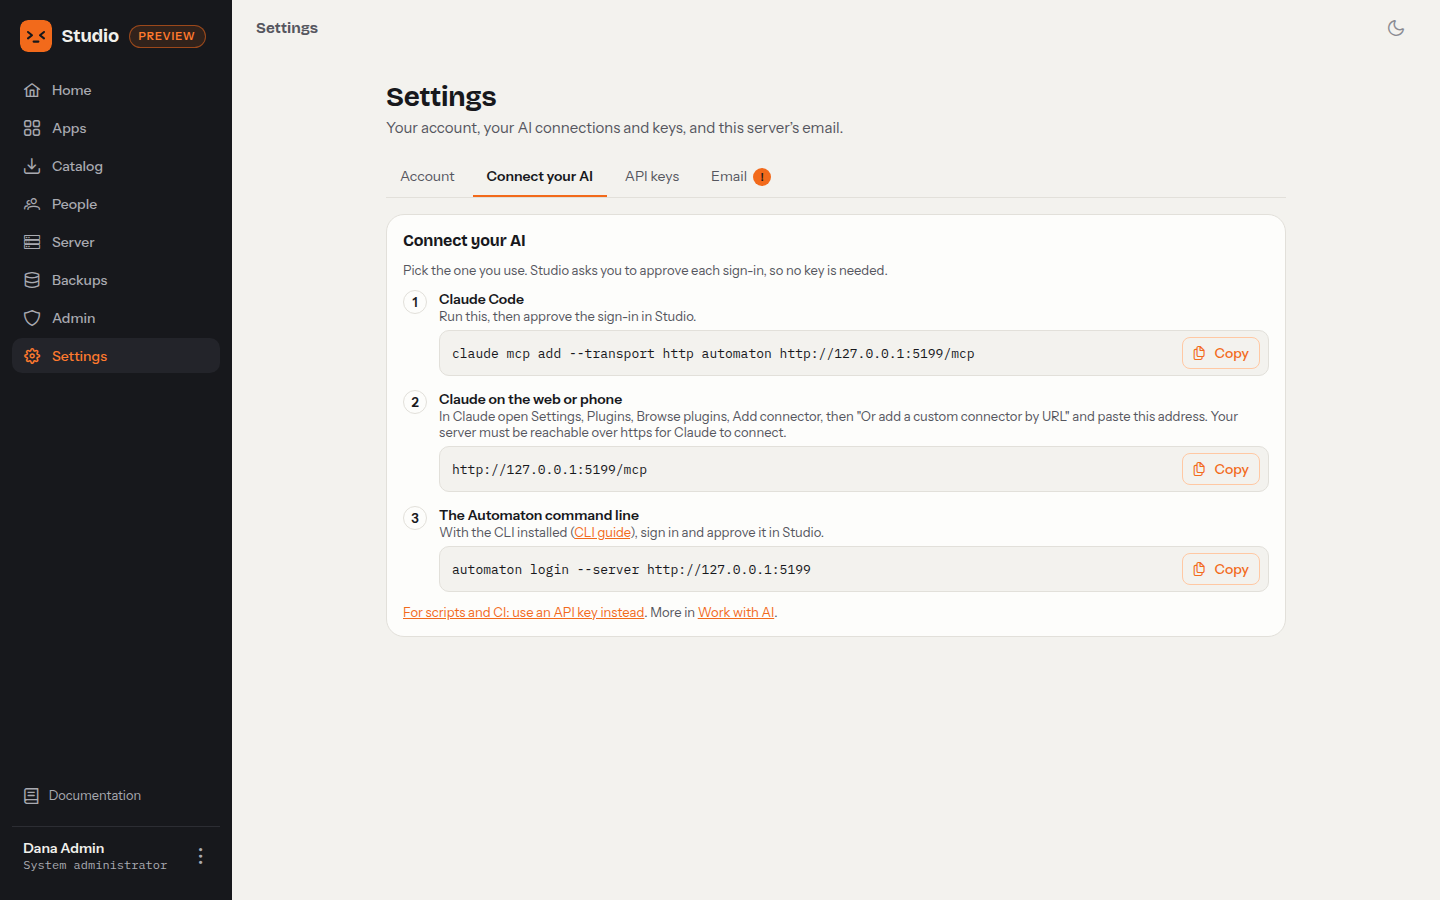 Studio PREVIEW
Home
Apps
Catalog
People
Server
Backups
Admin
Settings
Documentation
Dana Admin
System administrator
Settings
Settings
Your account, your AI connections and keys, and this server's email.
Account Connect your AI API keys Email !
Connect your AI
Pick the one you use. Studio asks you to approve each sign-in, so no key is needed.
1 Claude Code
Run this, then approve the sign-in in Studio.
claude mcp add --transport http automaton http://127.0.0.1:5199/mcp Copy
2 Claude on the web or phone
In Claude open Settings, Plugins, Browse plugins, Add connector, then "Or add a custom connector by URL" and paste this address. Your
server must be reachable over https for Claude to connect.
http://127.0.0.1:5199/mcp Copy
3 The Automaton command line
With the CLI installed (CLI guide), sign in and approve it in Studio.
automaton login --server http://127.0.0.1:5199 Copy
For scripts and CI: use an API key instead. More in Work with AI.